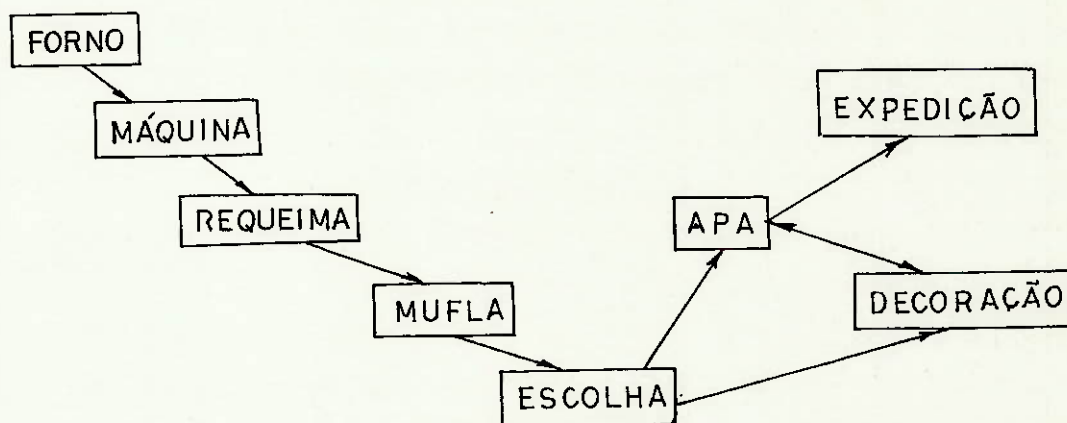 FORNO
MÁQUINA
REQUEIMA
MUFLA
ESCOLHA
APA
EXPEDIÇÃO
DECORAÇÃO